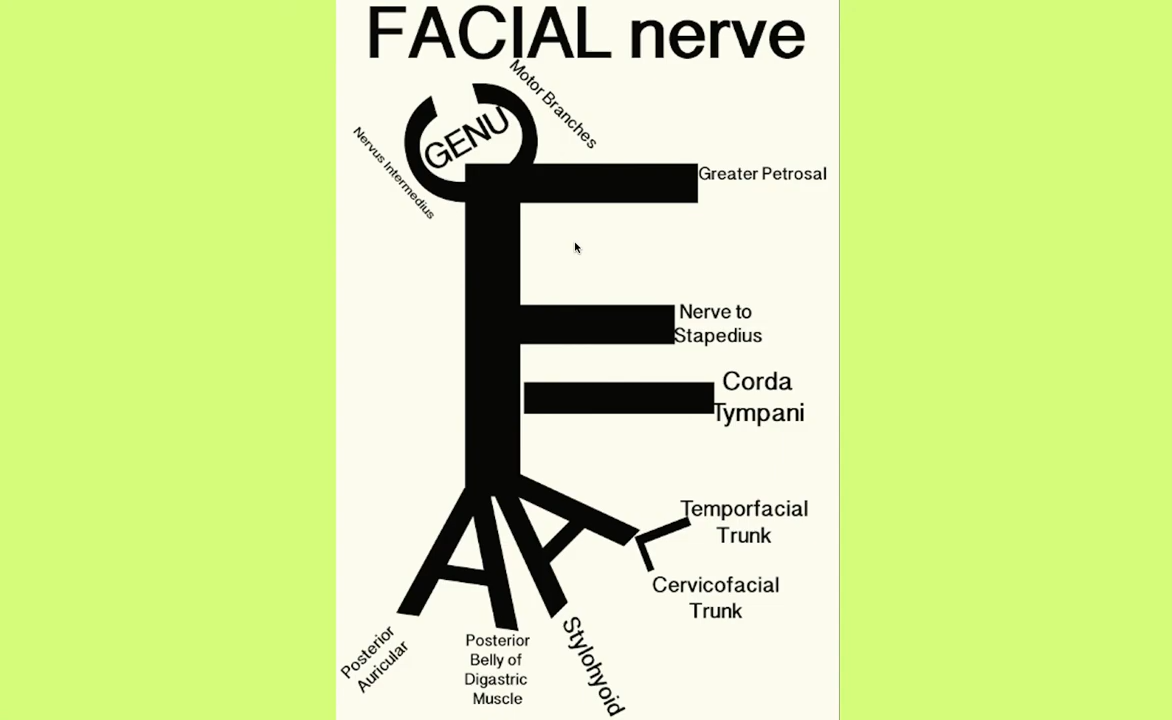 FACIAL nerve
Motor Branches
GENU
Nervus Intermedius
Greater Petrosal
Nerve to
Stapedius
Corda
Tympani
Temporfacial
Trunk
Cervicofacial
Trunk
Posterior
Auricular
Posterior
Belly of
Digastric
Muscle
Stylohyoid